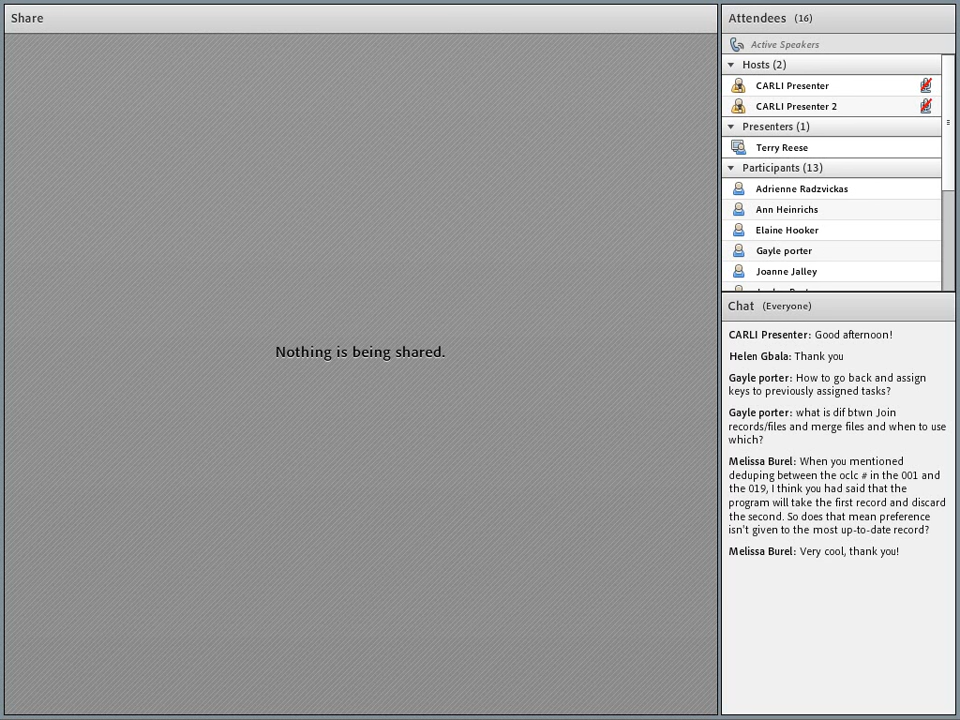 Share
Nothing is being shared.
Attendees (16)
Active Speakers
Hosts (2)
CARLI Presenter
CARLI Presenter 2
Presenters (1)
Terry Reese
Participants (13)
Adrienne Radzvickas
Ann Heinrichs
Elaine Hooker
Gayle porter
Joanne Jalley
Chat (Everyone)
CARLI Presenter: Good afternoon!
Helen Gbala: Thank you
Gayle porter: How to go back and assign
keys to previously assigned tasks?
Gayle porter: what is dif btwn Join
records/files and merge files and when to use
which?
Melissa Burel: When you mentioned
deduping between the oclc # in the 001 and
the 019, I think you had said that the
program will take the first record and discard
the second. So does that mean preference
isn't given to the most up-to-date record?
Melissa Burel: Very cool, thank you!